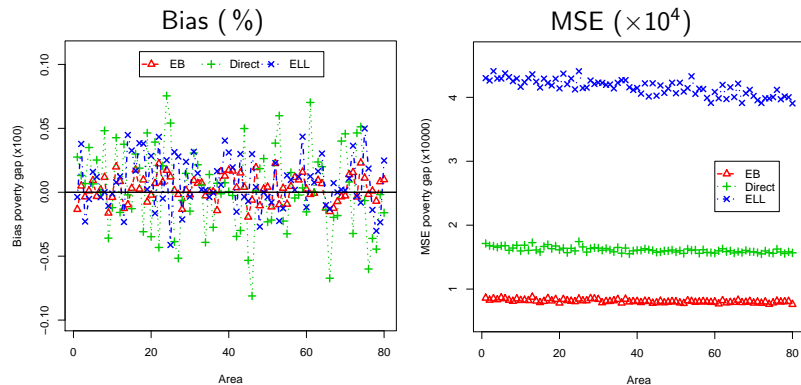 Bias (%)
EB Direct ELL
Bias poverty gap (x100)
0.10
0.05
0.00
−0.05
−0.10
0 20 40 60 80
Area
MSE (×10⁴)
EB
Direct
ELL
MSE poverty gap (x10000)
4
3
2
1
0 20 40 60 80
Area